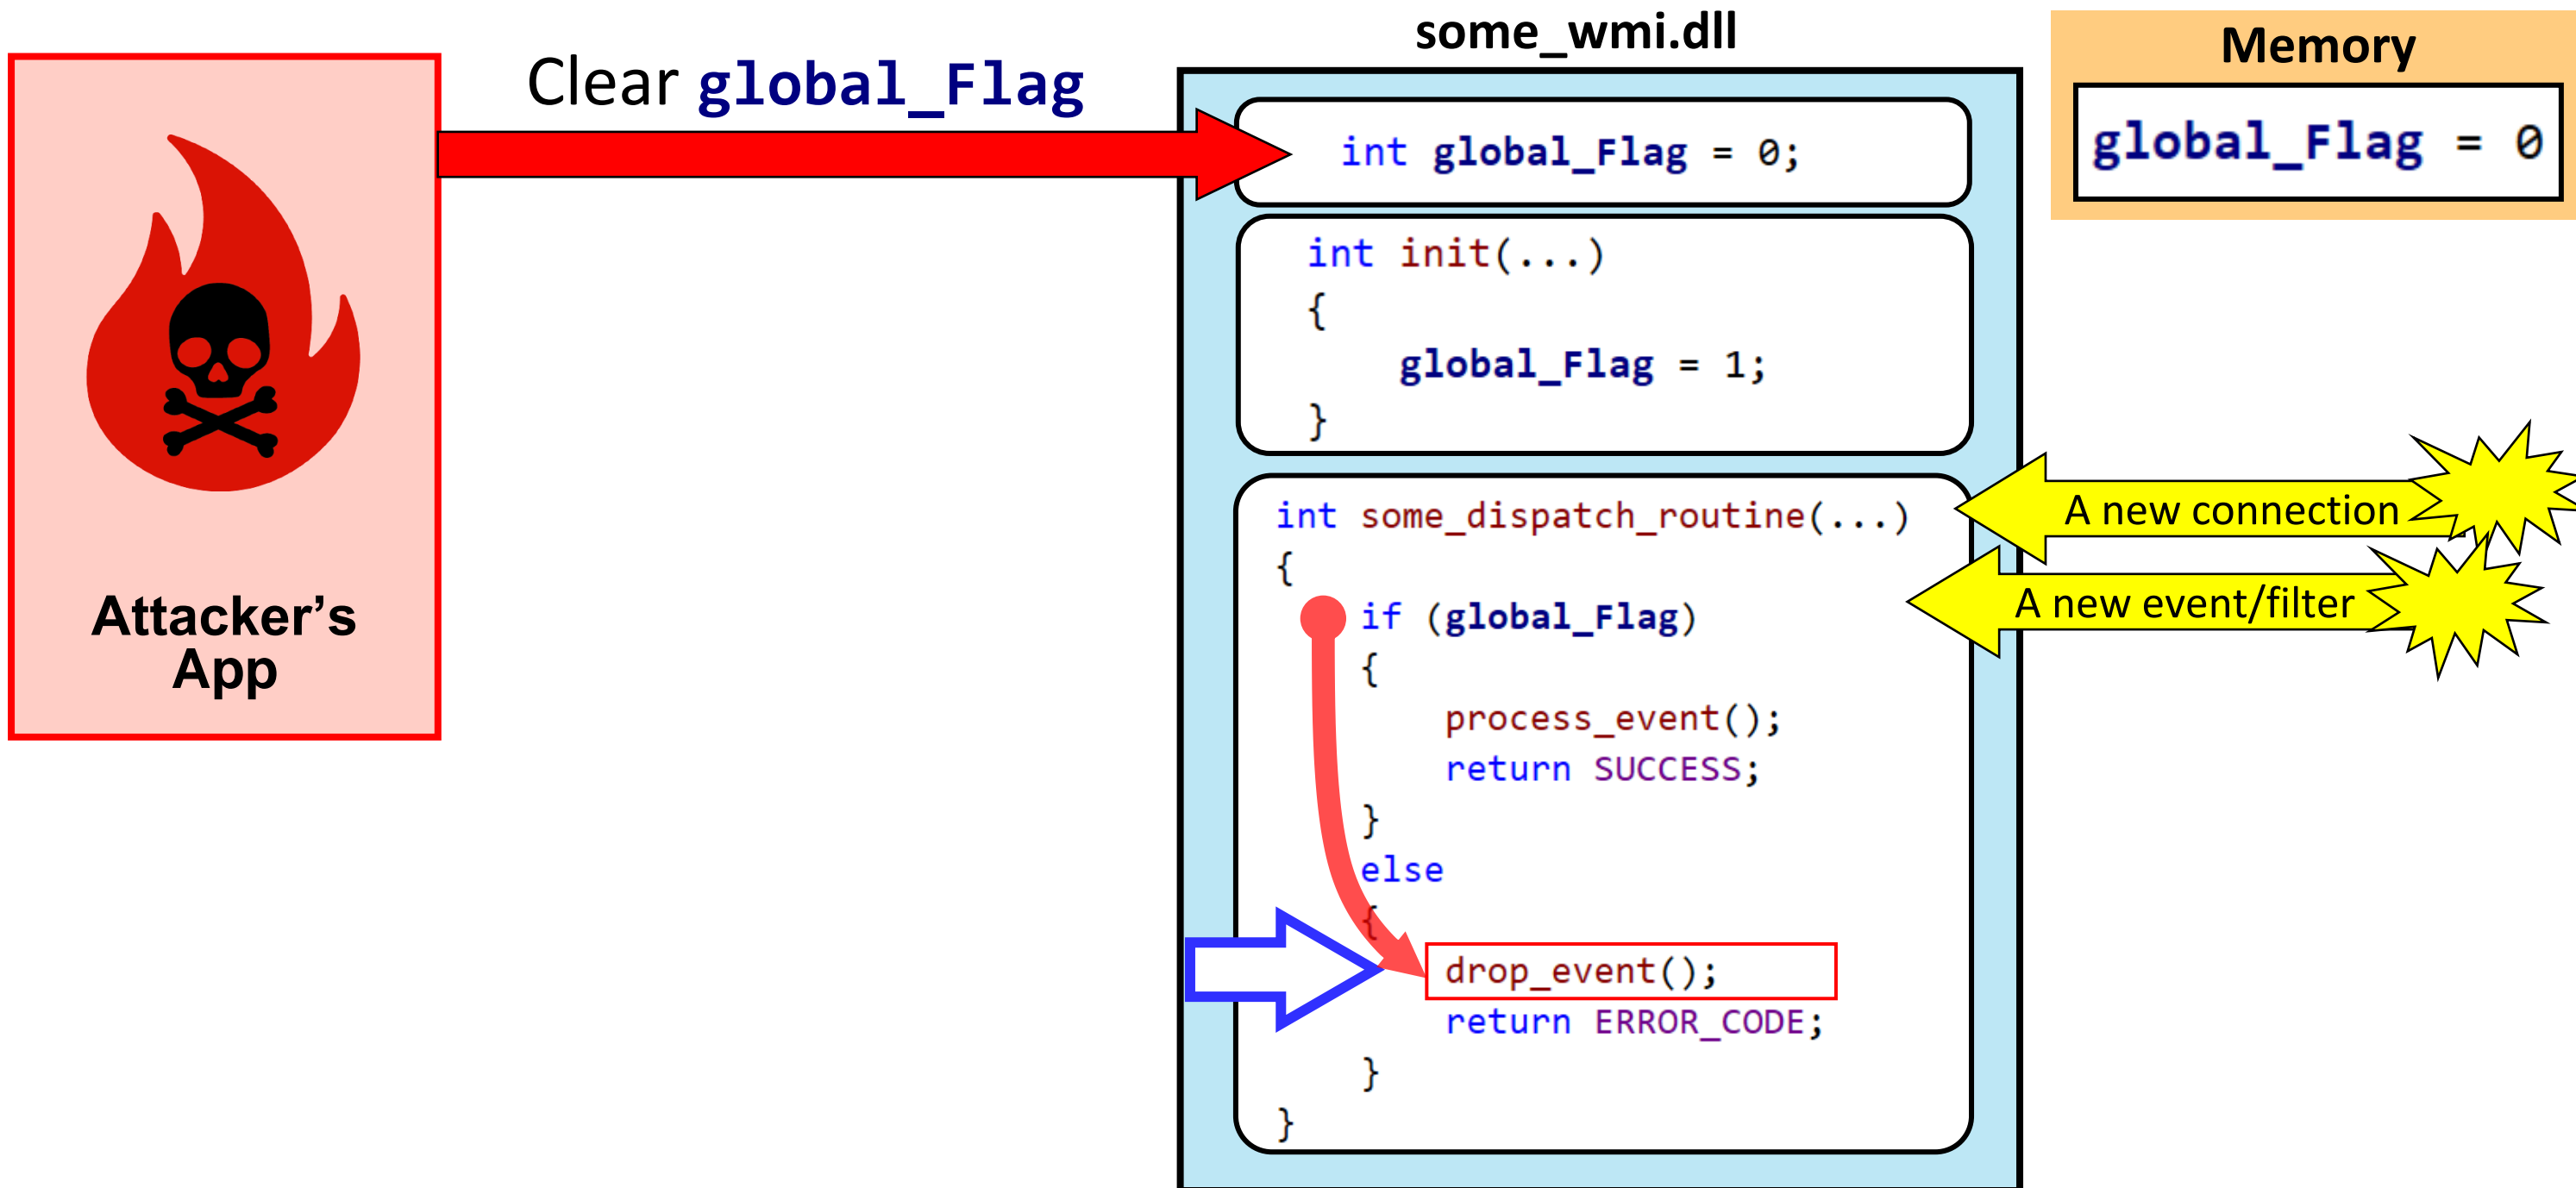 some_wmi.dll
Memory
Clear global_Flag
int global_Flag = 0;
global_Flag = 0
int init(...)
{
global_Flag = 1;
}
A new connection
int some_dispatch_routine(...)
{
A new event/filter
if (global_Flag)
{
process_event();
return SUCCESS;
}
else
{
drop_event();
return ERROR_CODE;
}
}
Attacker’s
App